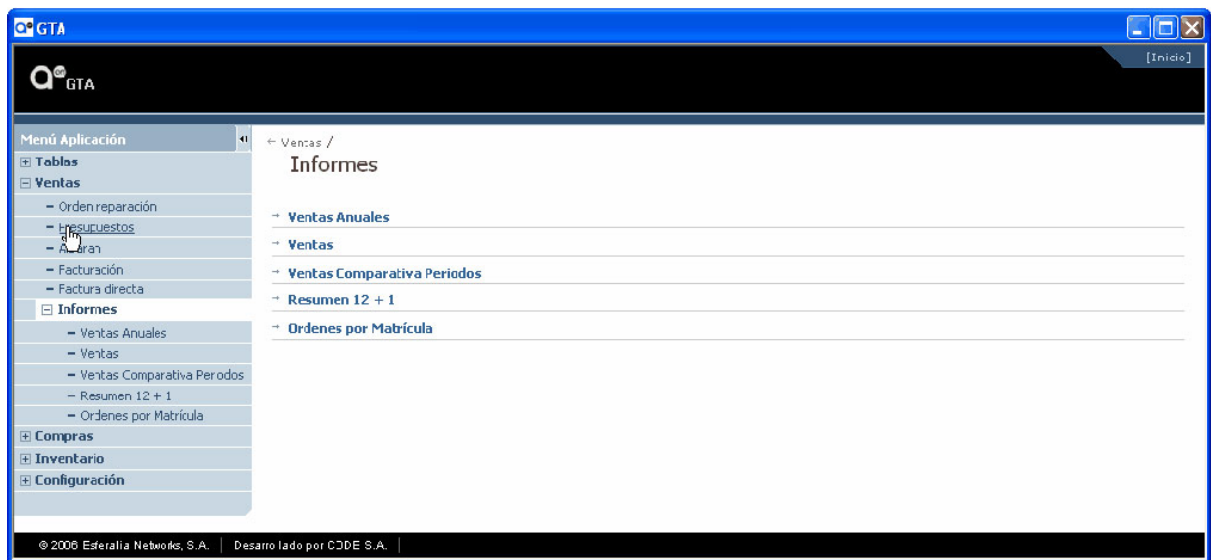 GTA
[Inicio]
GTA
Menú Aplicación
Tablas
Ventas
Orden reparación
Presupuestos
Facturación
Factura directa
Informes
Ventas Anuales
Ventas
Ventas Comparativa Periodos
Resumen 12 + 1
Ordenes por Matrícula
Compras
Inventario
Configuración
← Ventas /
Informes
→ Ventas Anuales
→ Ventas
→ Ventas Comparativa Periodos
→ Resumen 12 + 1
→ Ordenes por Matrícula
© 2006 Esferalia Networks, S.A. | Desarrollado por CODE S.A. |